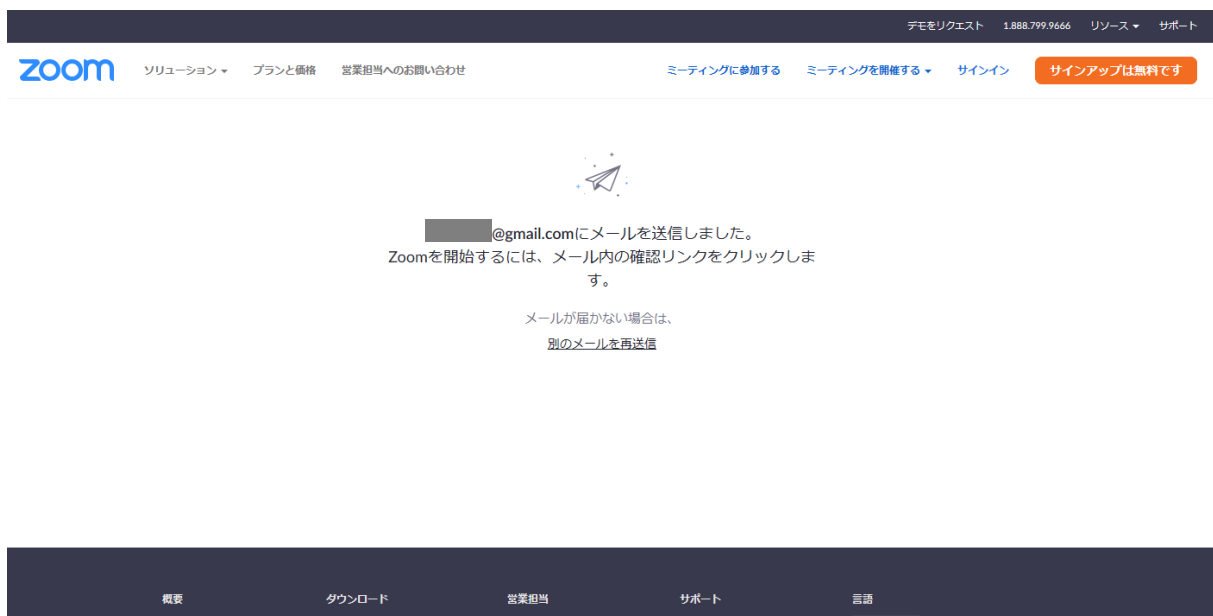 デモをリクエスト 1.888.799.9666 リソース サポート
zoom ソリューション プランと価格 営業担当へのお問い合わせ ミーティングに参加する ミーティングを開催する サインイン サインアップは無料です
@gmail.comにメールを送信しました。
Zoomを開始するには、メール内の確認リンクをクリックしま
す。
メールが届かない場合は、
別のメールを再送信
概要 ダウンロード 営業担当 サポート 言語